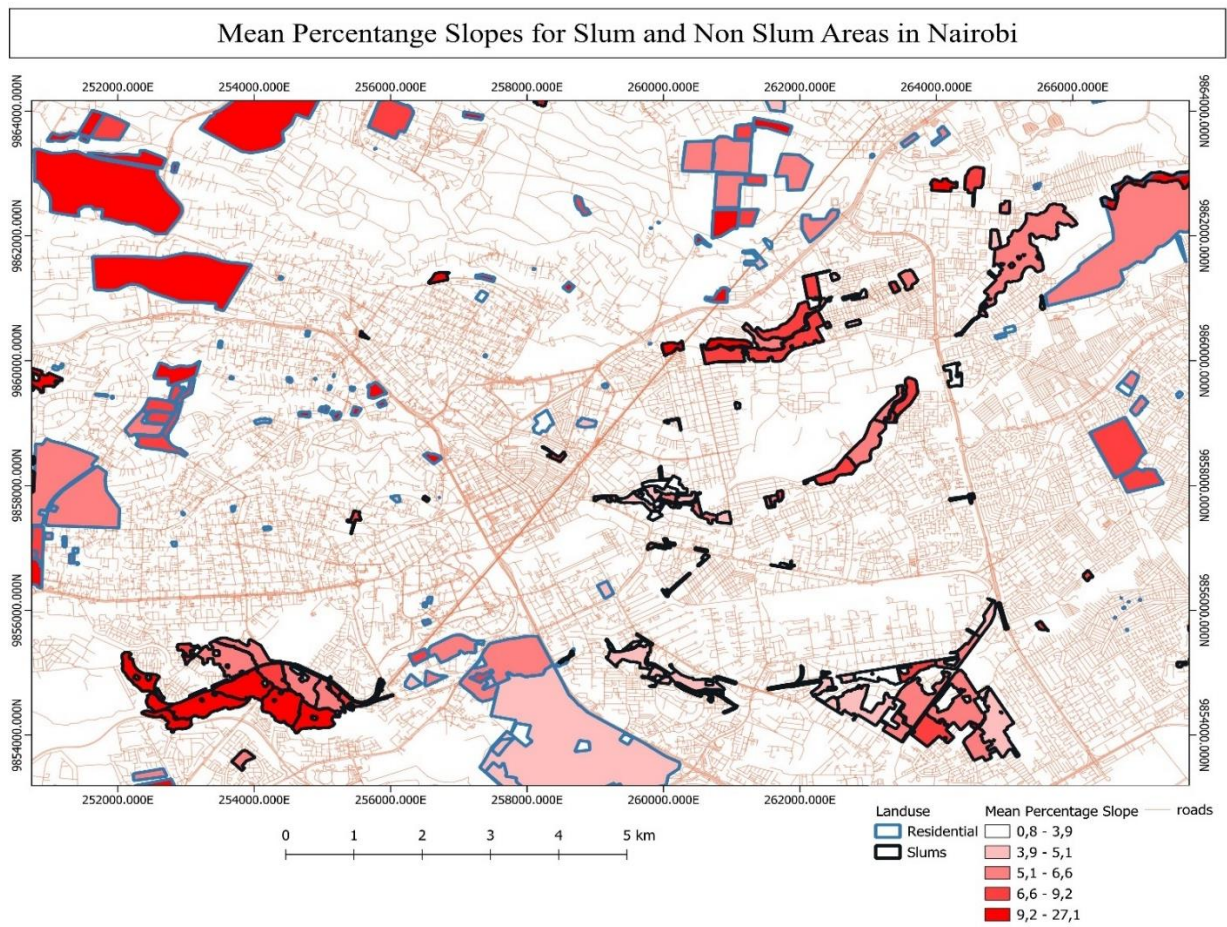 Mean Percentange Slopes for Slum and Non Slum Areas in Nairobi
252000.000E 254000.000E 256000.000E 258000.000E 260000.000E 262000.000E 264000.000E 266000.000E
9864000.000N 9864000.000N
9862000.000N 9862000.000N
9860000.000N 9860000.000N
9858000.000N 9858000.000N
9856000.000N 9856000.000N
9854000.000N 9854000.000N
252000.000E 254000.000E 256000.000E 258000.000E 260000.000E 262000.000E
0 1 2 3 4 5 km
Landuse Mean Percentage Slope roads
Residential 0,8 - 3,9
Slums 3,9 - 5,1
5,1 - 6,6
6,6 - 9,2
9,2 - 27,1